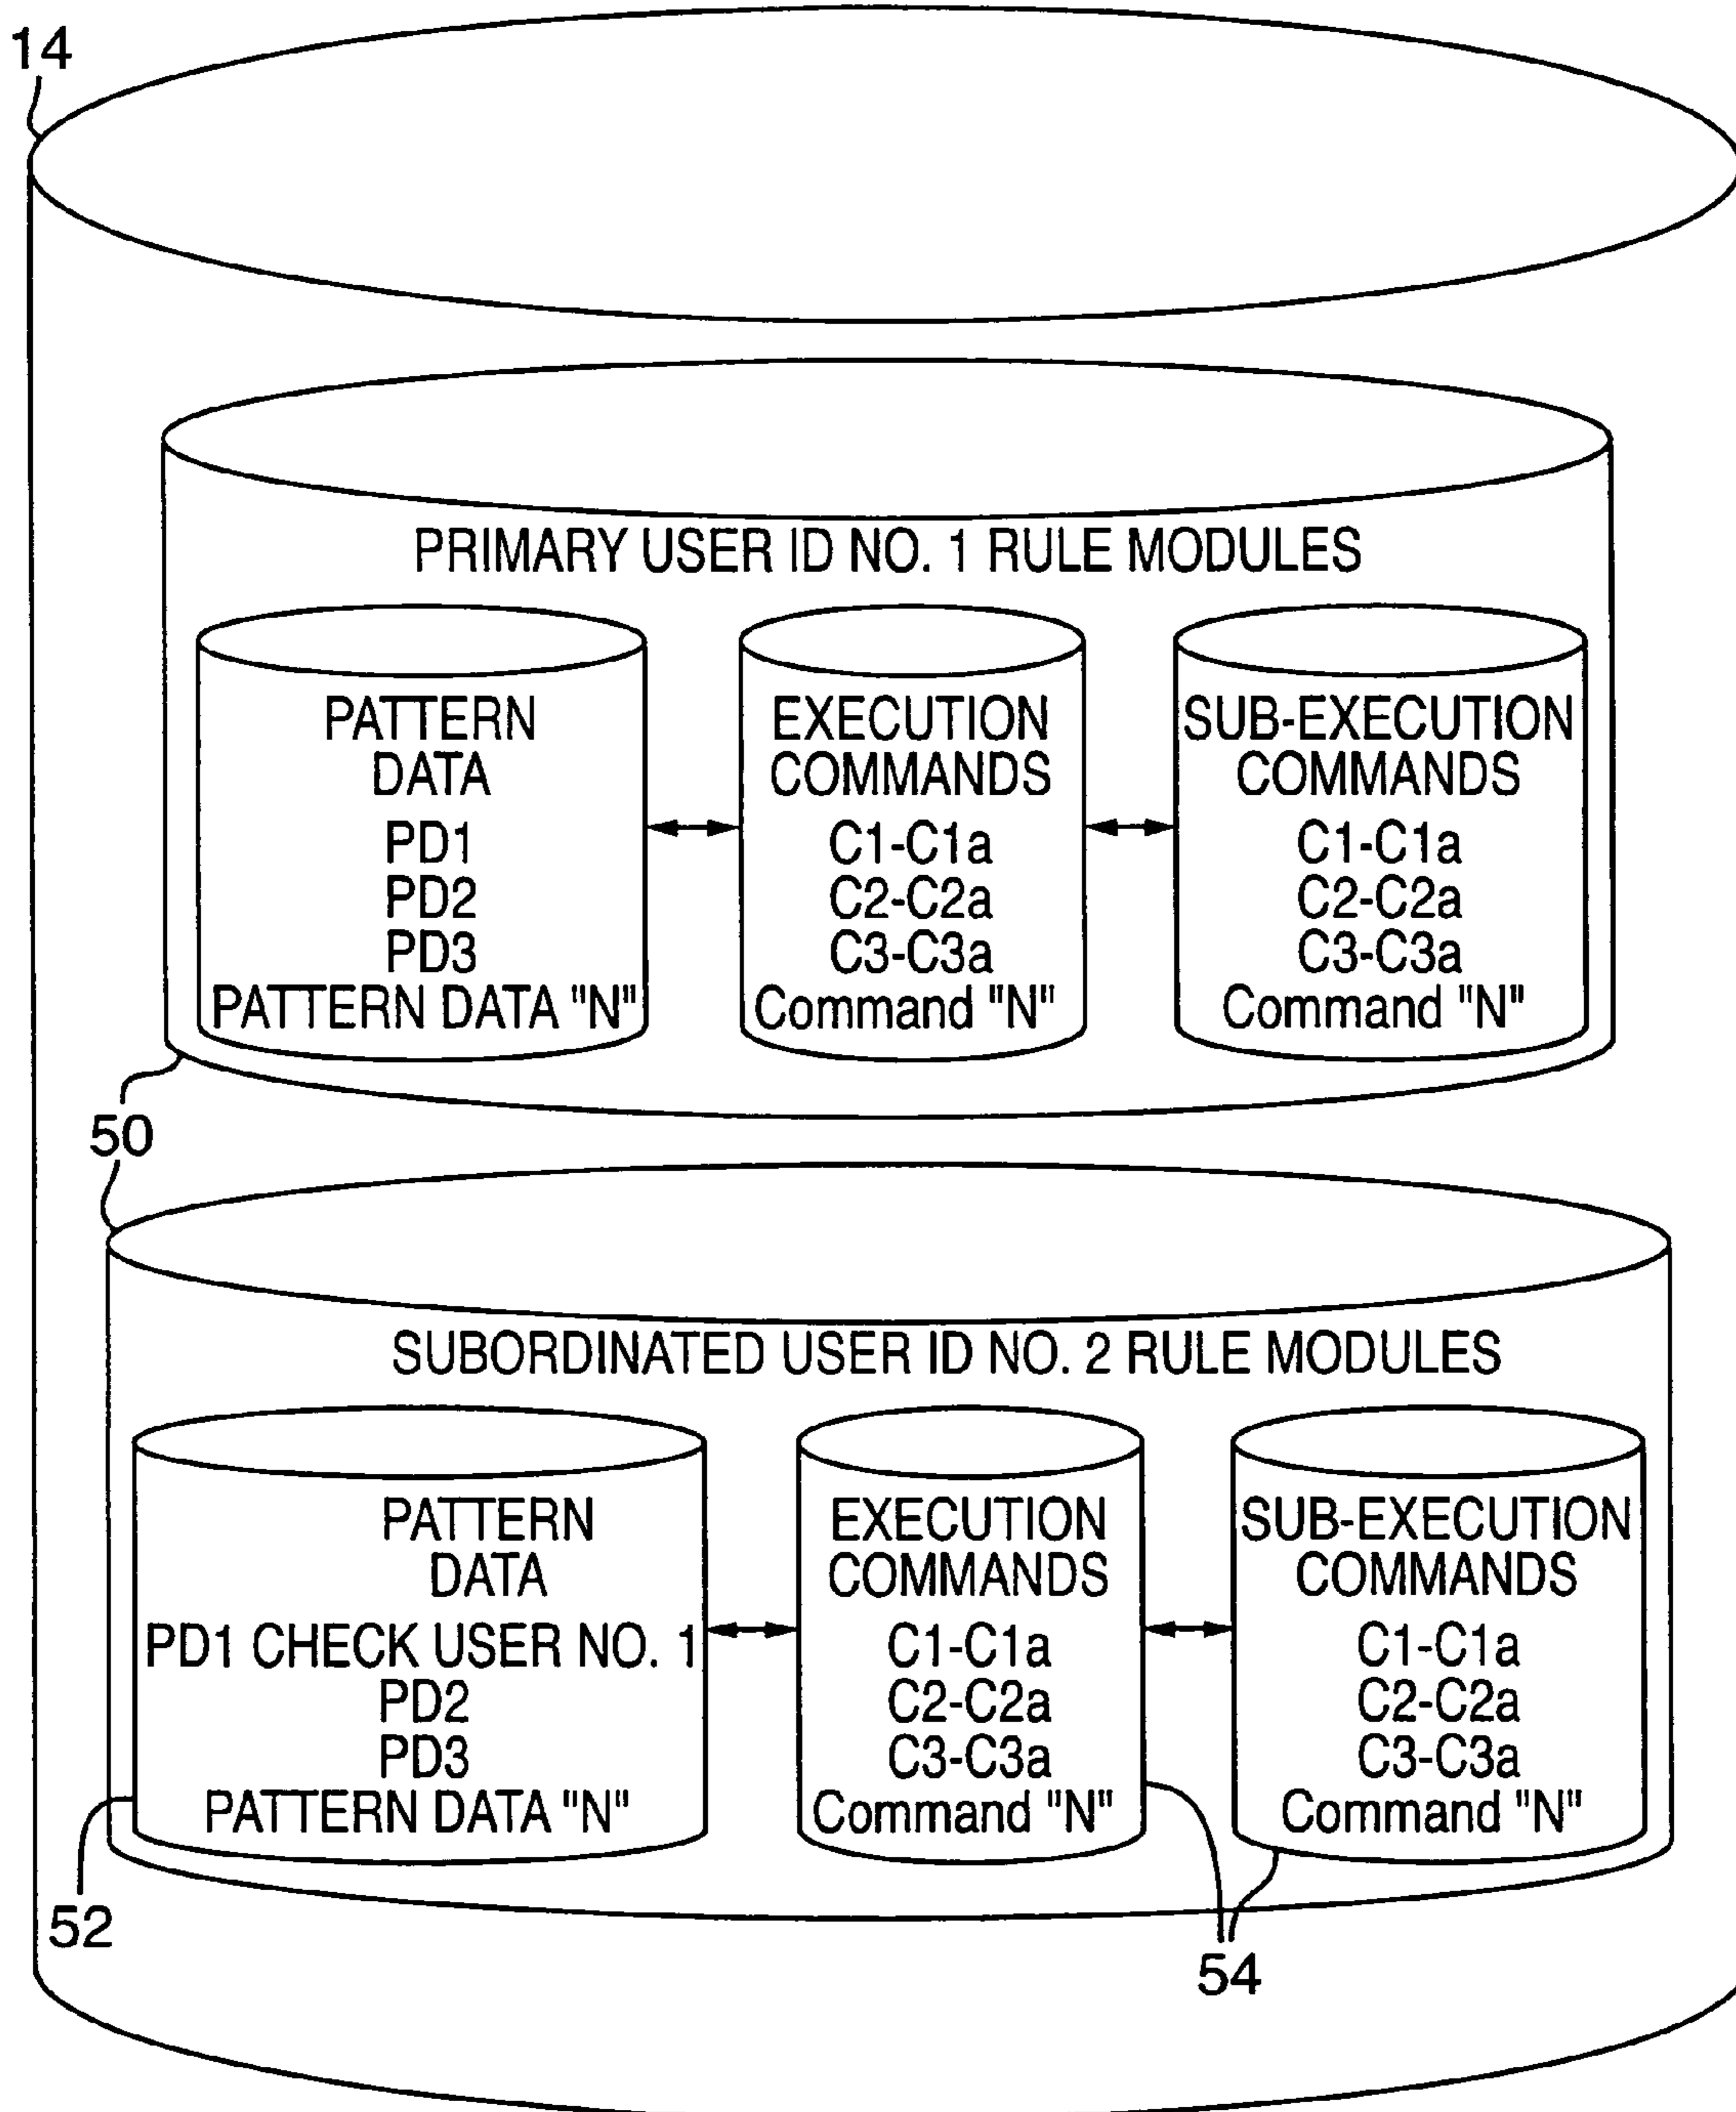 14
PRIMARY USER ID NO. 1 RULE MODULES
PATTERN
DATA
PD1
PD2
PD3
PATTERN DATA "N"
EXECUTION
COMMANDS
C1-C1a
C2-C2a
C3-C3a
Command "N"
SUB-EXECUTION
COMMANDS
C1-C1a
C2-C2a
C3-C3a
Command "N"
50
SUBORDINATED USER ID NO. 2 RULE MODULES
PATTERN
DATA
PD1 CHECK USER NO. 1
PD2
PD3
PATTERN DATA "N"
EXECUTION
COMMANDS
C1-C1a
C2-C2a
C3-C3a
Command "N"
SUB-EXECUTION
COMMANDS
C1-C1a
C2-C2a
C3-C3a
Command "N"
52
54